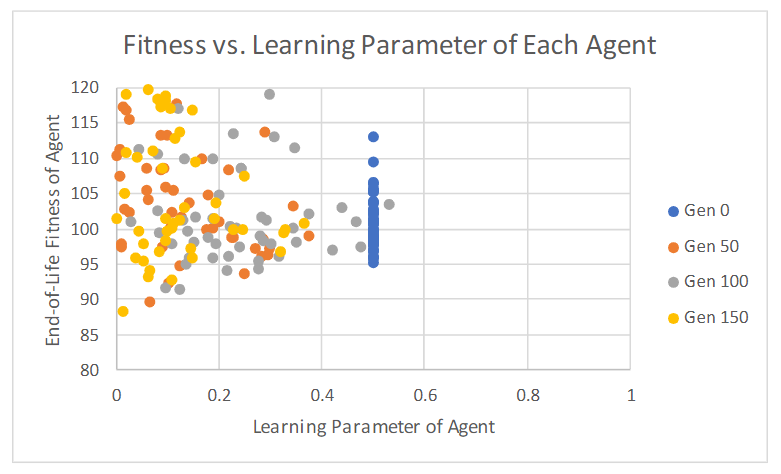 Fitness vs. Learning Parameter of Each Agent
End-of-Life Fitness of Agent
120
115
110
105
100
95
90
85
80
0
0.2
0.4
0.6
0.8
1
Learning Parameter of Agent
Gen 0
Gen 50
Gen 100
Gen 150